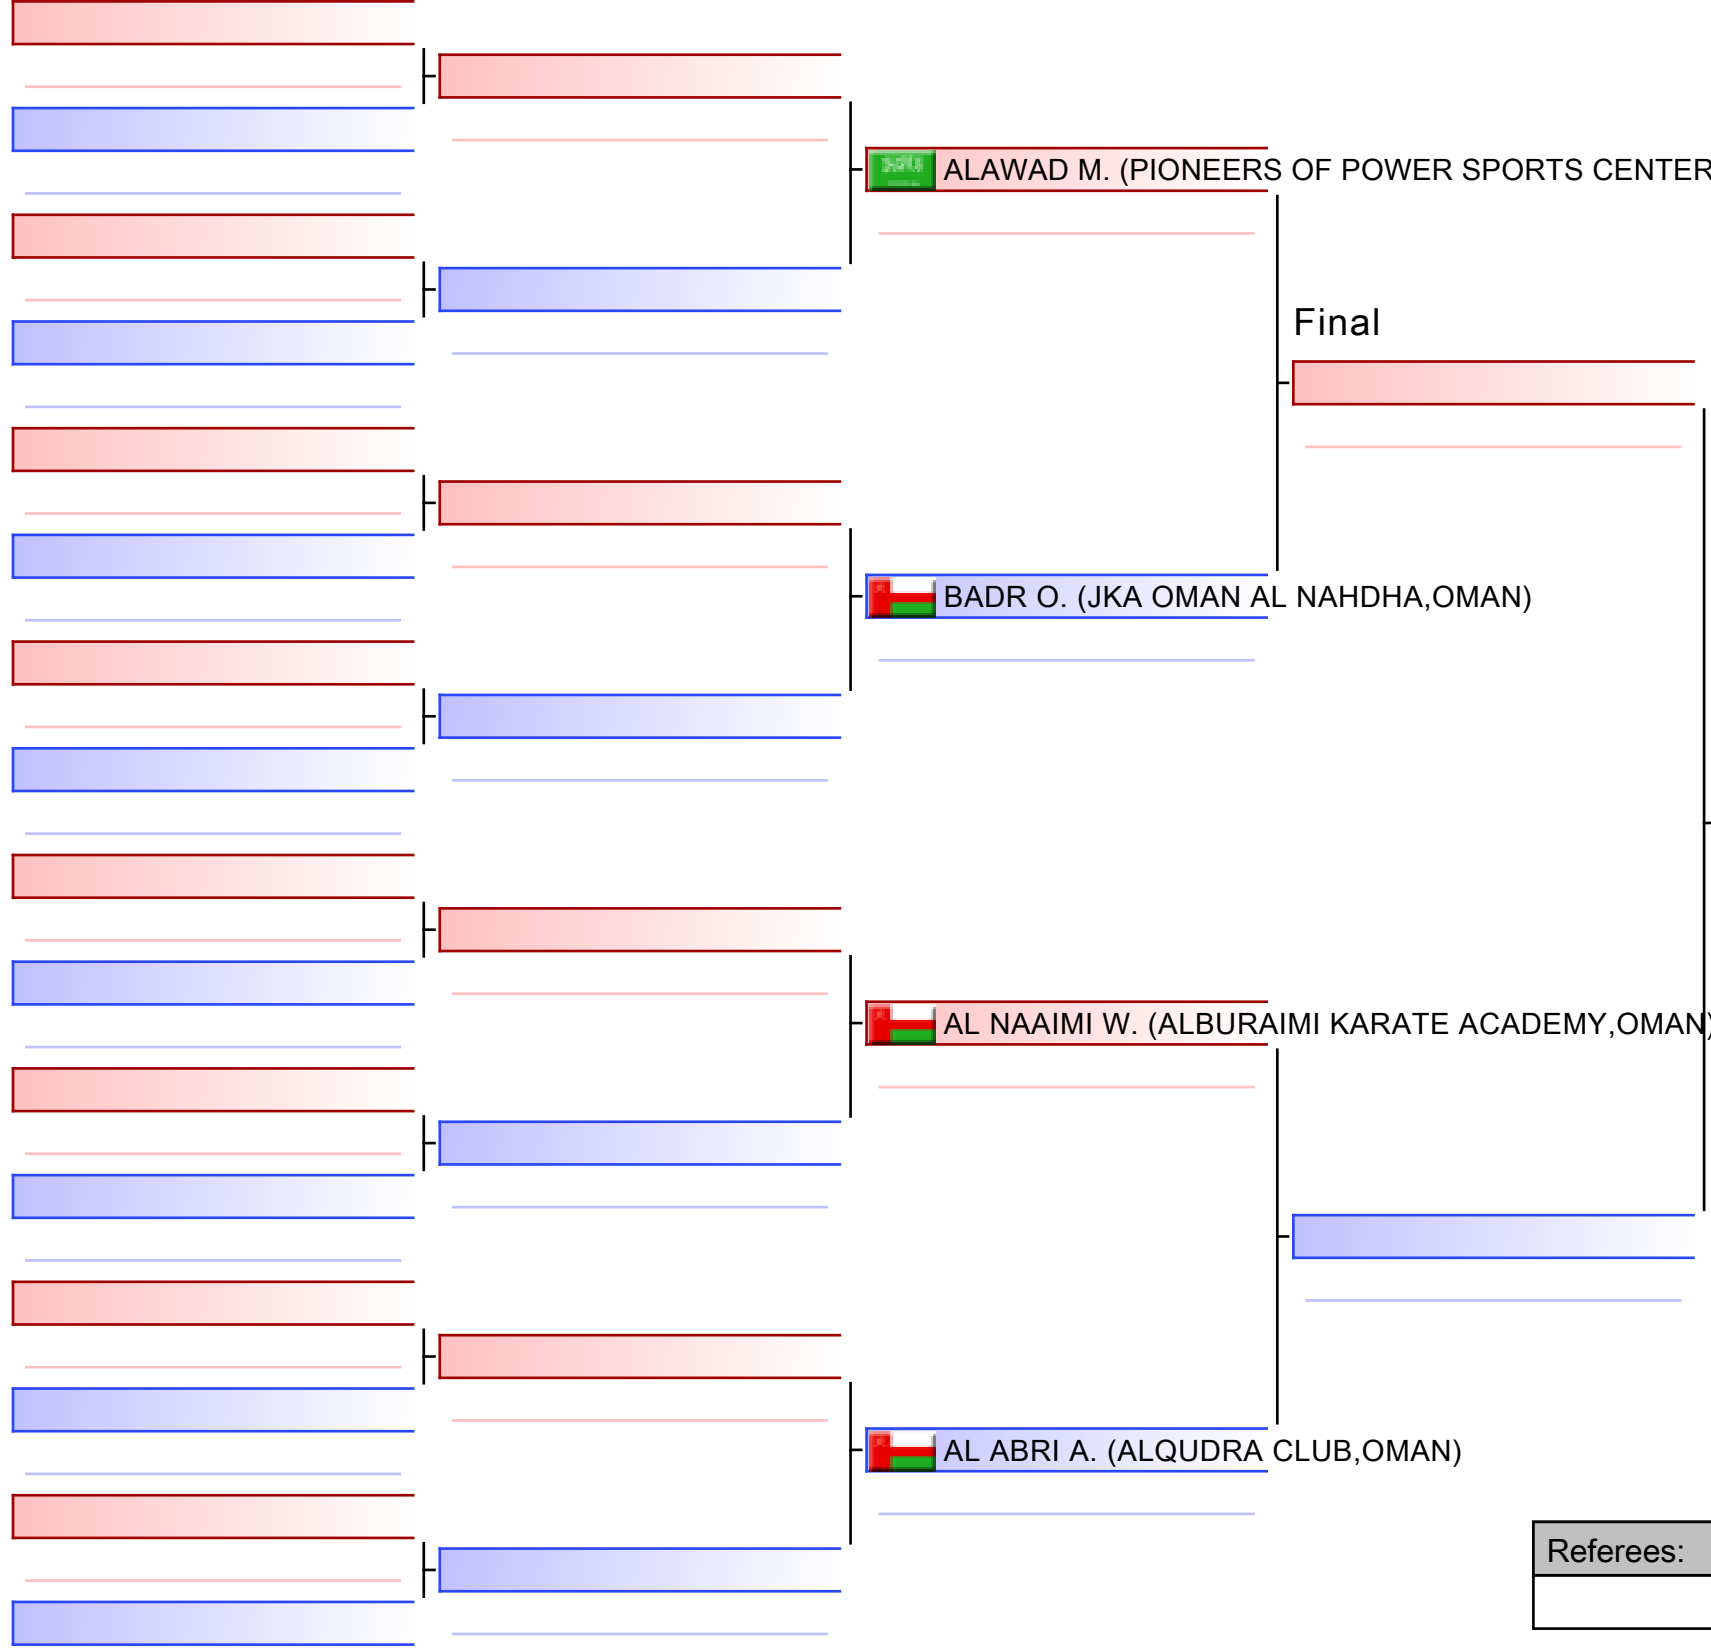 ALAWAD M. (PIONEERS OF POWER SPORTS CENTER
Final
BADR O. (JKA OMAN AL NAHDHA,OMAN)
AL NAAIMI W. (ALBURAIMI KARATE ACADEMY,OMAN)
AL ABRI A. (ALQUDRA CLUB,OMAN)
Referees: